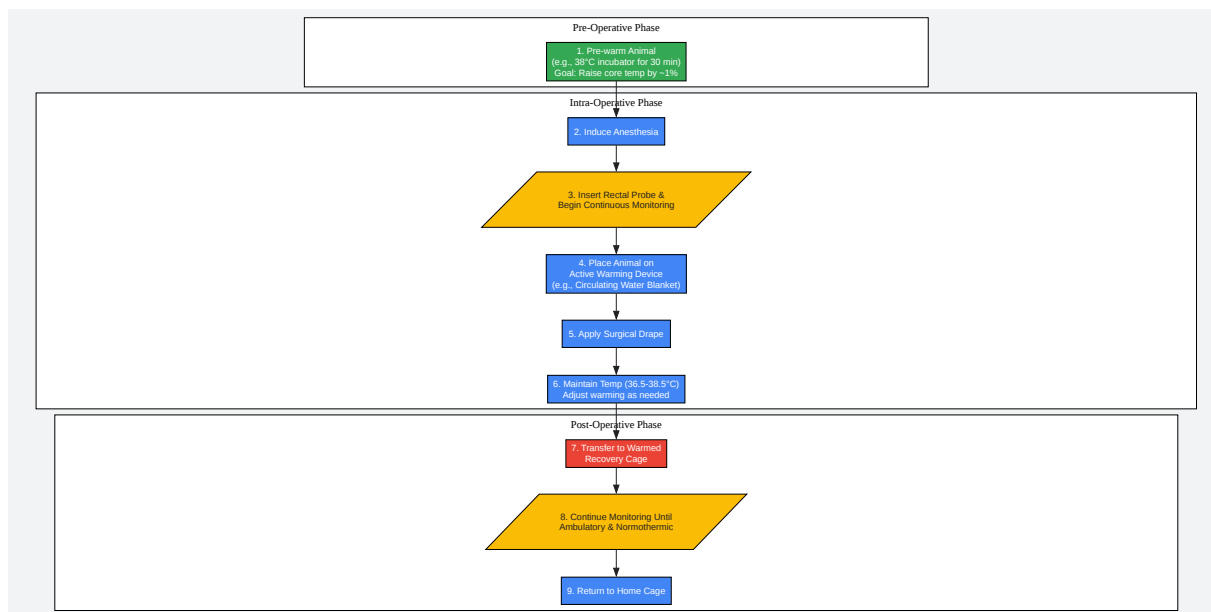 Pre-Operative Phase
1. Pre-warm Animal
(e.g., 38°C incubator for 30 min)
Goal: Raise core temp by ~1%
Intra-Operative Phase
2. Induce Anesthesia
3. Insert Rectal Probe &
Begin Continuous Monitoring
4. Place Animal on
Active Warming Device
(e.g., Circulating Water Blanket)
5. Apply Surgical Drape
6. Maintain Temp (36.5-38.5°C)
Adjust warming as needed
Post-Operative Phase
7. Transfer to Warmed
Recovery Cage
8. Continue Monitoring Until
Ambulatory & Normothermic
9. Return to Home Cage